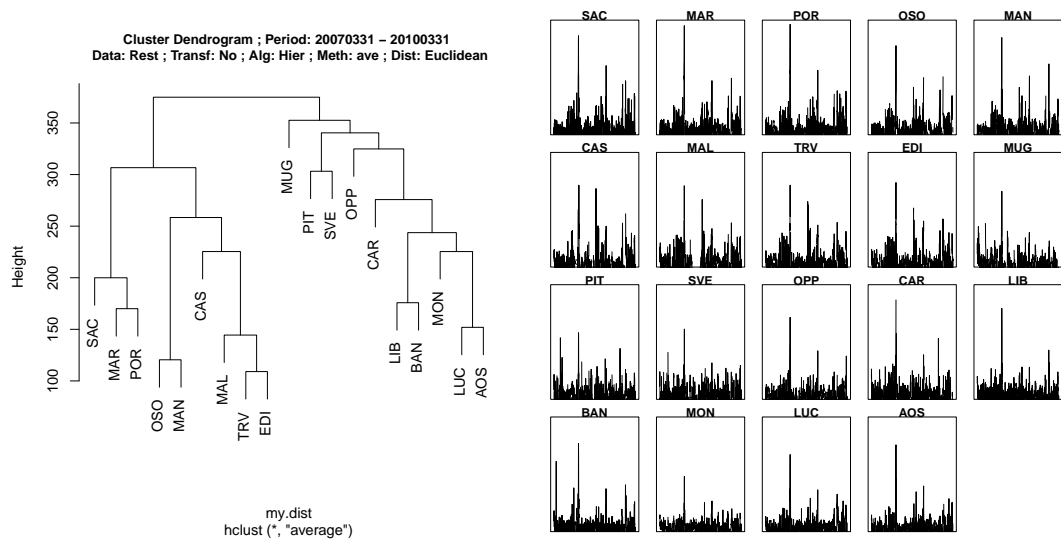 Cluster Dendrogram ; Period: 20070331 − 20100331
Data: Rest ; Transf: No ; Alg: Hier ; Meth: ave ; Dist: Euclidean
Height
350
300
250
200
150
100
SAC
MAR
POR
OSO
MAN
CAS
MAL
TRV
EDI
MUG
PIT
SVE
OPP
CAR
LIB
BAN
MON
LUC
AOS
my.dist
hclust (*, "average")
SAC MAR POR OSO MAN
CAS MAL TRV EDI MUG
PIT SVE OPP CAR LIB
BAN MON LUC AOS